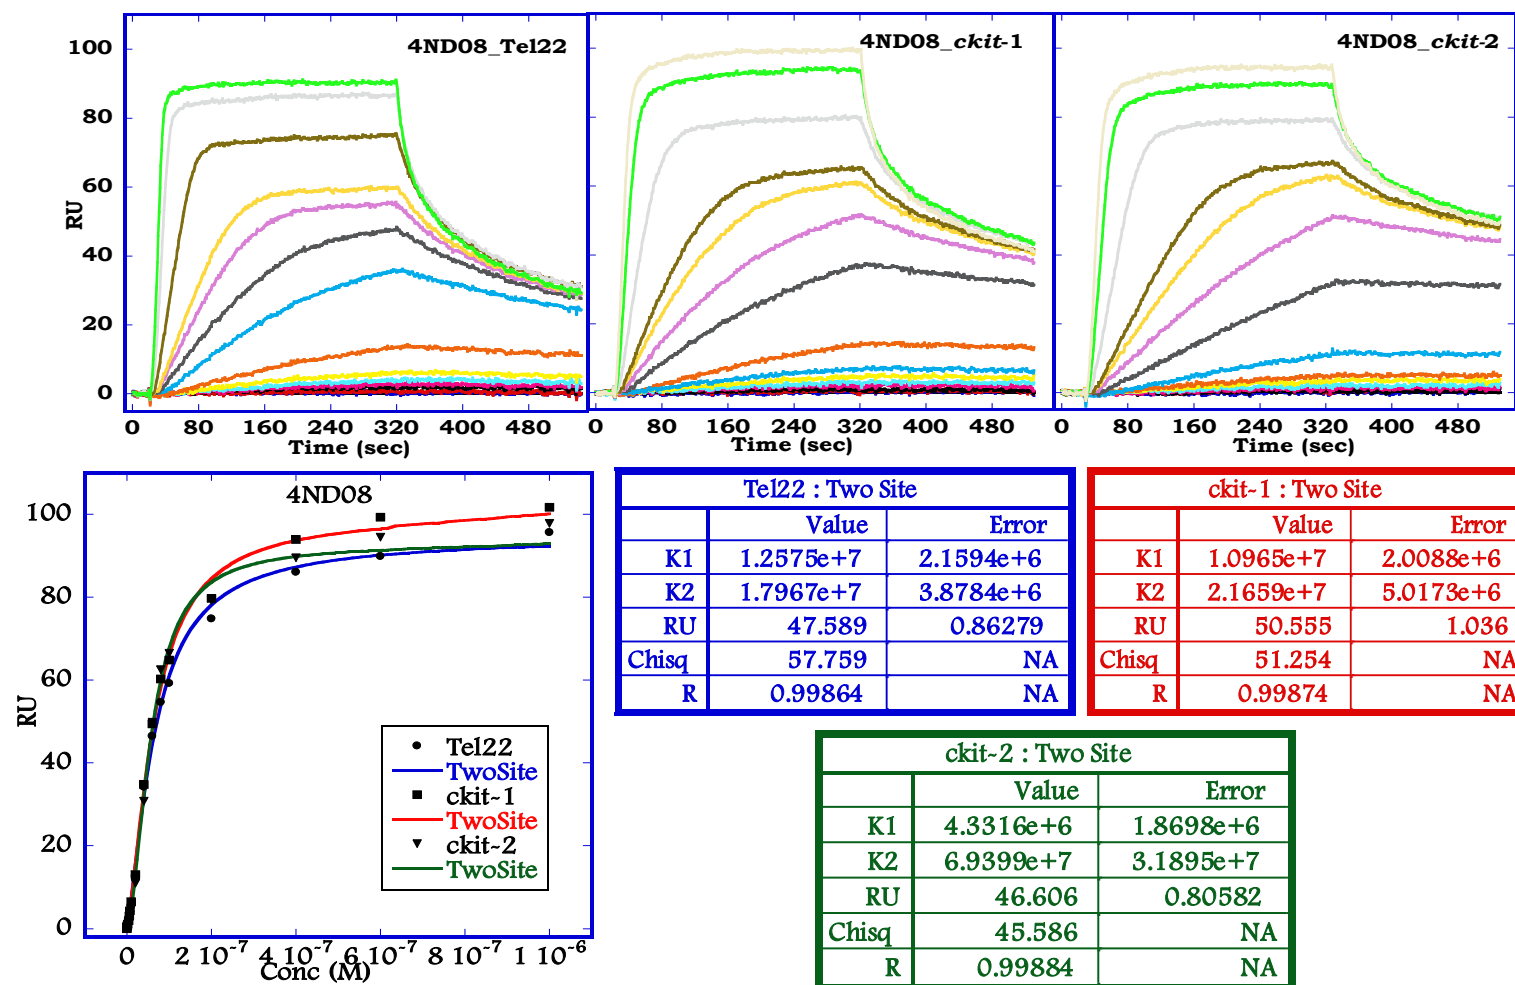 4ND08_Tel22
4ND08_ckit-1
4ND08_ckit-2
100
80
60
40
20
0
RU
0 80 160 240 320 400 480
0 80 160 240 320 400 480
0 80 160 240 320 400 480
Time (sec)
Time (sec)
Time (sec)
4ND08
100
80
60
40
20
0
RU
Tel22
TwoSite
ckit-1
TwoSite
ckit-2
TwoSite
0 2 10-7 4 10-7 6 10-7 8 10-7 1 10-6
Conc (M)
Tel22 : Two Site
Value Error
K1 1.2575e+7 2.1594e+6
K2 1.7967e+7 3.8784e+6
RU 47.589 0.86279
Chisq 57.759 NA
R 0.99864 NA
ckit-1 : Two Site
Value Error
K1 1.0965e+7 2.0088e+6
K2 2.1659e+7 5.0173e+6
RU 50.555 1.036
Chisq 51.254 NA
R 0.99874 NA
ckit-2 : Two Site
Value Error
K1 4.3316e+6 1.8698e+6
K2 6.9399e+7 3.1895e+7
RU 46.606 0.80582
Chisq 45.586 NA
R 0.99884 NA